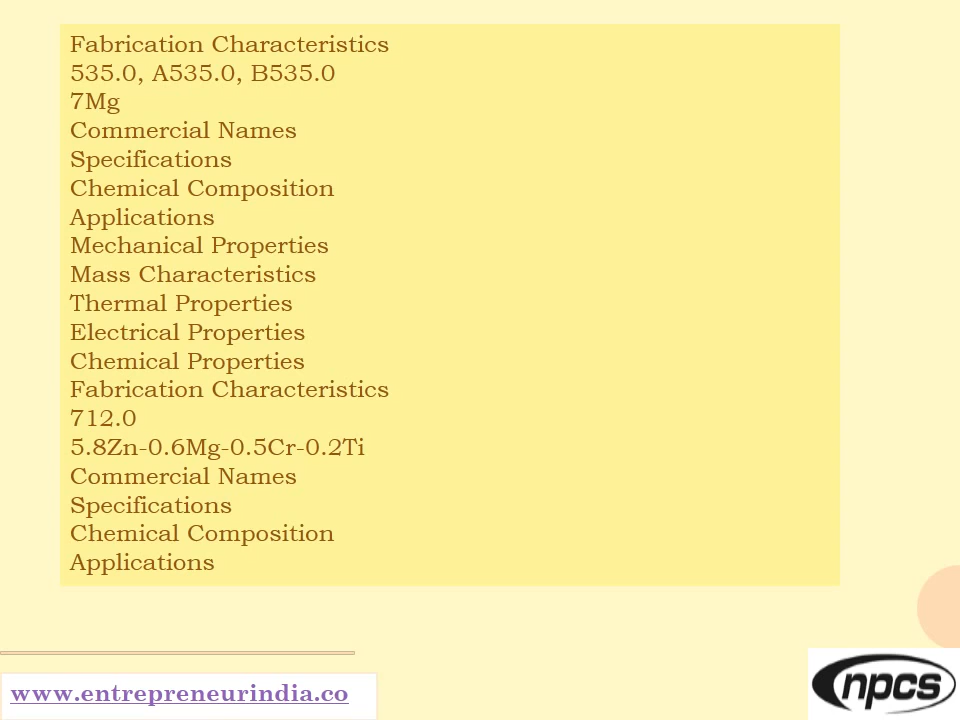 Fabrication Characteristics
535.0, A535.0, B535.0
7Mg
Commercial Names
Specifications
Chemical Composition
Applications
Mechanical Properties
Mass Characteristics
Thermal Properties
Electrical Properties
Chemical Properties
Fabrication Characteristics
712.0
5.8Zn-0.6Mg-0.5Cr-0.2Ti
Commercial Names
Specifications
Chemical Composition
Applications
www.entrepreneurindia.co
npcs